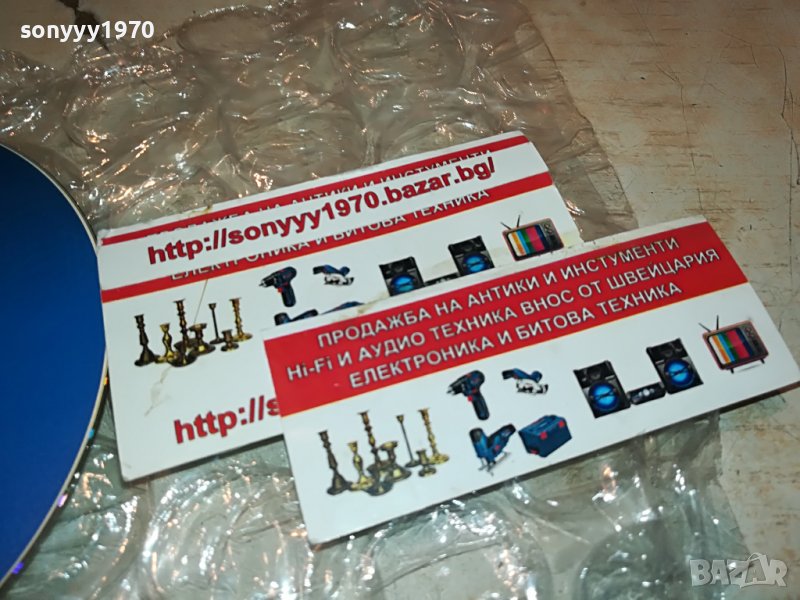 sonyyy1970
http://sonyyy1970.bazar.bg/
ЕЛЕКТРОНИКА И БИТОВА ТЕХНИКА
http://s
ПРОДАЖБА НА АНТИКИ И ИНСТУМЕНТИ
Hi-Fi И АУДИО ТЕХНИКА ВНОС ОТ ШВЕЙЦАРИЯ
ЕЛЕКТРОНИКА И БИТОВА ТЕХНИКА
BAZAR